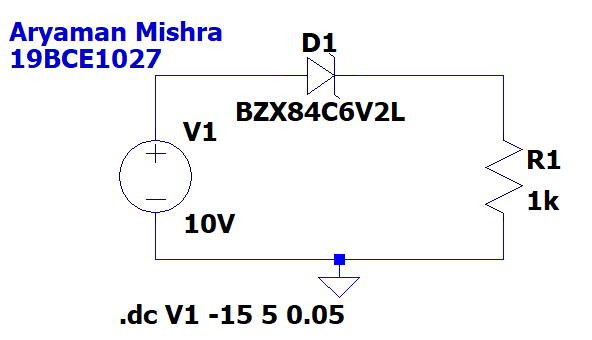 Aryaman Mishra
19BCE1027
D1
BZX84C6V2L
V1
10V
R1
1k
.dc V1 -15 5 0.05